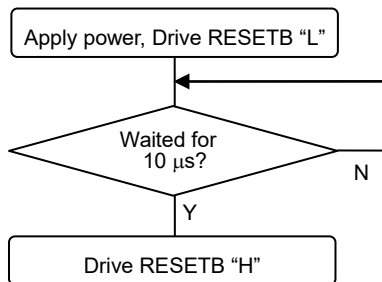 Apply power, Drive RESETB “L”
Waited for
10 μs?
N
Y
Drive RESETB “H”